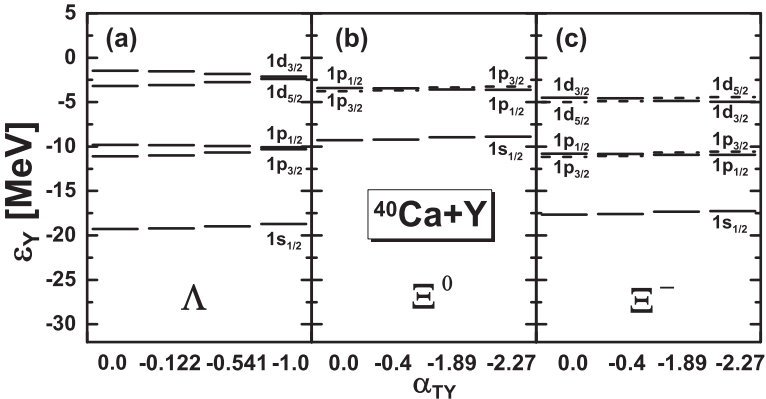 (a)
(b)
(c)
5
0
-5
-10
-15
-20
-25
-30
εY [MeV]
1d3/2
1d5/2
1p1/2
1p3/2
1s1/2
Λ
1p1/2
1p3/2
1p3/2
1p1/2
1s1/2
40Ca+Y
Ξ0
1d3/2
1d5/2
1d5/2
1d3/2
1p1/2
1p3/2
1p3/2
1p1/2
1s1/2
Ξ−
0.0 -0.122 -0.541 -1.0
0.0 -0.4 -1.89 -2.27
0.0 -0.4 -1.89 -2.27
αTY